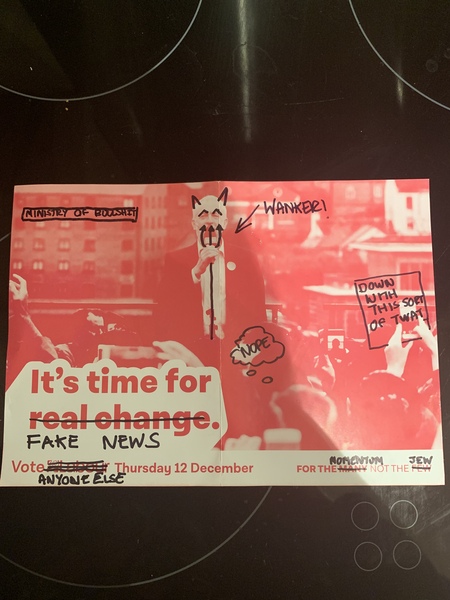 MINISTRY OF BOLLSHIT
WANKER!
DOWN
WITH
THIS SORT
OF TWAT!
NOPE
It's time for
real change.
FAKE NEWS
Vote Labour Thursday 12 December
ANYONE ELSE
MOMENTUM JEW
FOR THE MANY NOT THE FEW